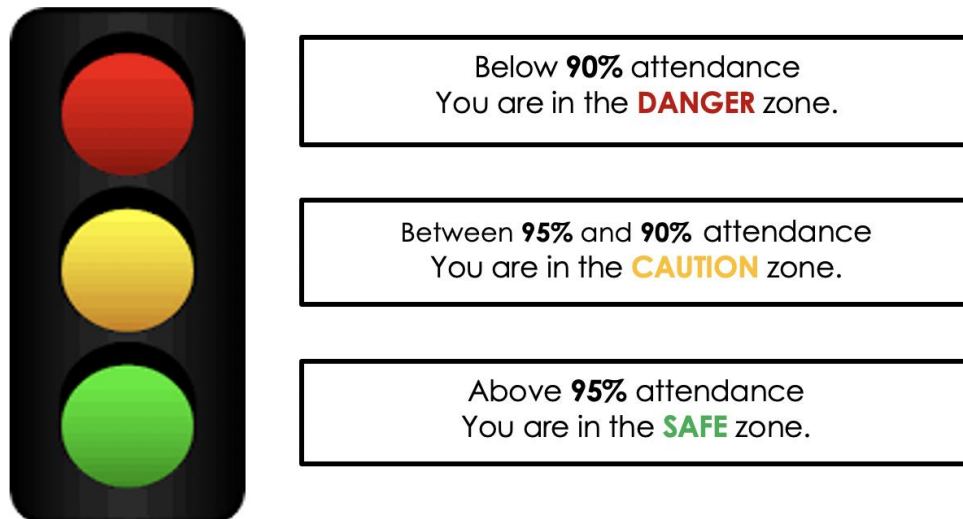 Below 90% attendance
You are in the DANGER zone.
Between 95% and 90% attendance
You are in the CAUTION zone.
Above 95% attendance
You are in the SAFE zone.